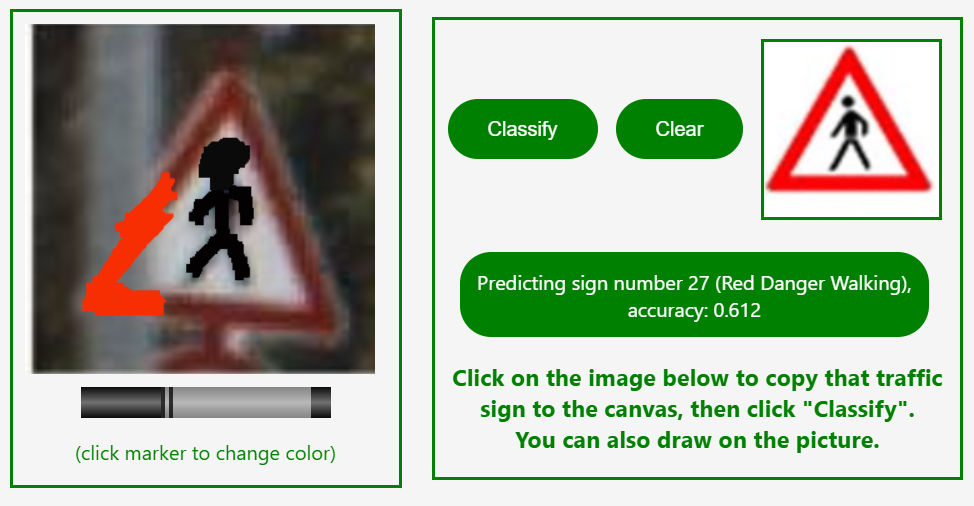 (click marker to change color)
Classify
Clear
Predicting sign number 27 (Red Danger Walking),
accuracy: 0.612
Click on the image below to copy that traffic
sign to the canvas, then click "Classify".
You can also draw on the picture.